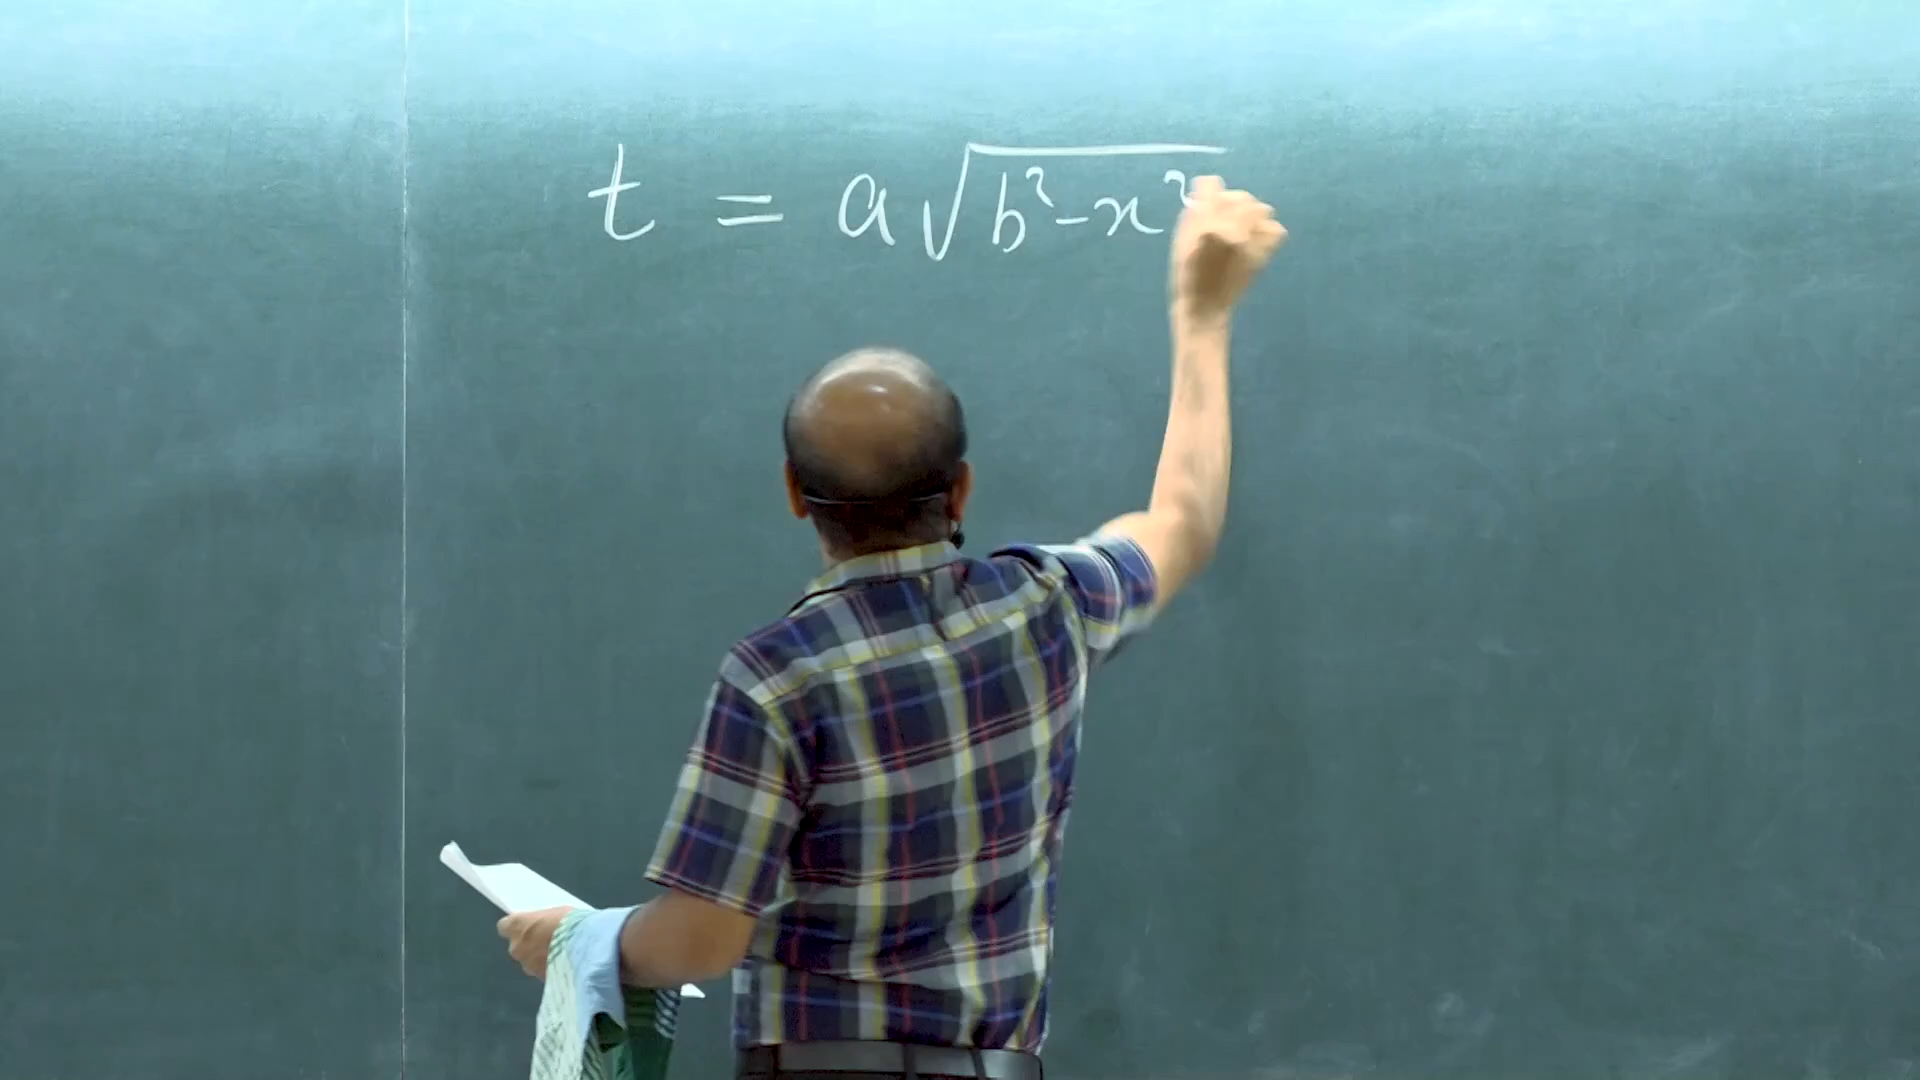 t = a√(b²-x²)